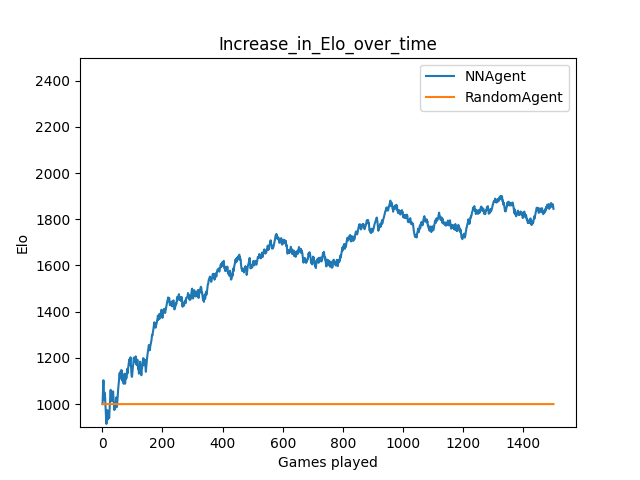 Increase_in_Elo_over_time
NNAgent
RandomAgent
Elo
2400
2200
2000
1800
1600
1400
1200
1000
0 200 400 600 800 1000 1200 1400
Games played